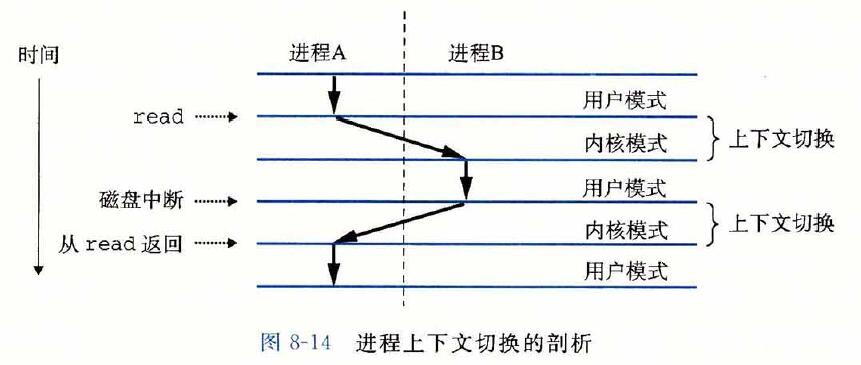 时间
进程A
进程B
用户模式
read
内核模式
上下文切换
磁盘中断
用户模式
从 read 返回
内核模式
上下文切换
用户模式
图 8-14 进程上下文切换的剖析